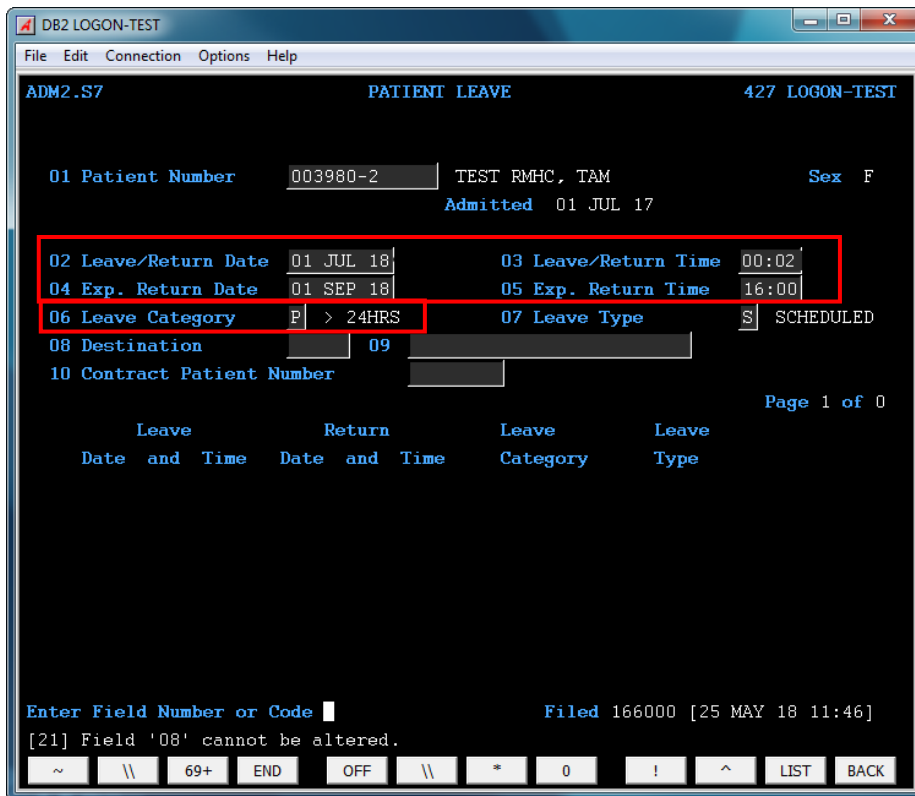 DB2 LOGON-TEST
File Edit Connection Options Help
ADM2.S7 PATIENT LEAVE 427 LOGON-TEST
01 Patient Number 003980-2 TEST RMHC, TAM Sex F
Admitted 01 JUL 17
02 Leave/Return Date 01 JUL 18 03 Leave/Return Time 00:02
04 Exp. Return Date 01 SEP 18 05 Exp. Return Time 16:00
06 Leave Category P > 24HRS 07 Leave Type S SCHEDULED
08 Destination 09
10 Contract Patient Number
Page 1 of 0
Leave Return Leave Leave
Date and Time Date and Time Category Type
Enter Field Number or Code Filed 166000 [25 MAY 18 11:46]
[21] Field '08' cannot be altered.
~ \\ 69+ END OFF \\ * 0 ! ^ LIST BACK